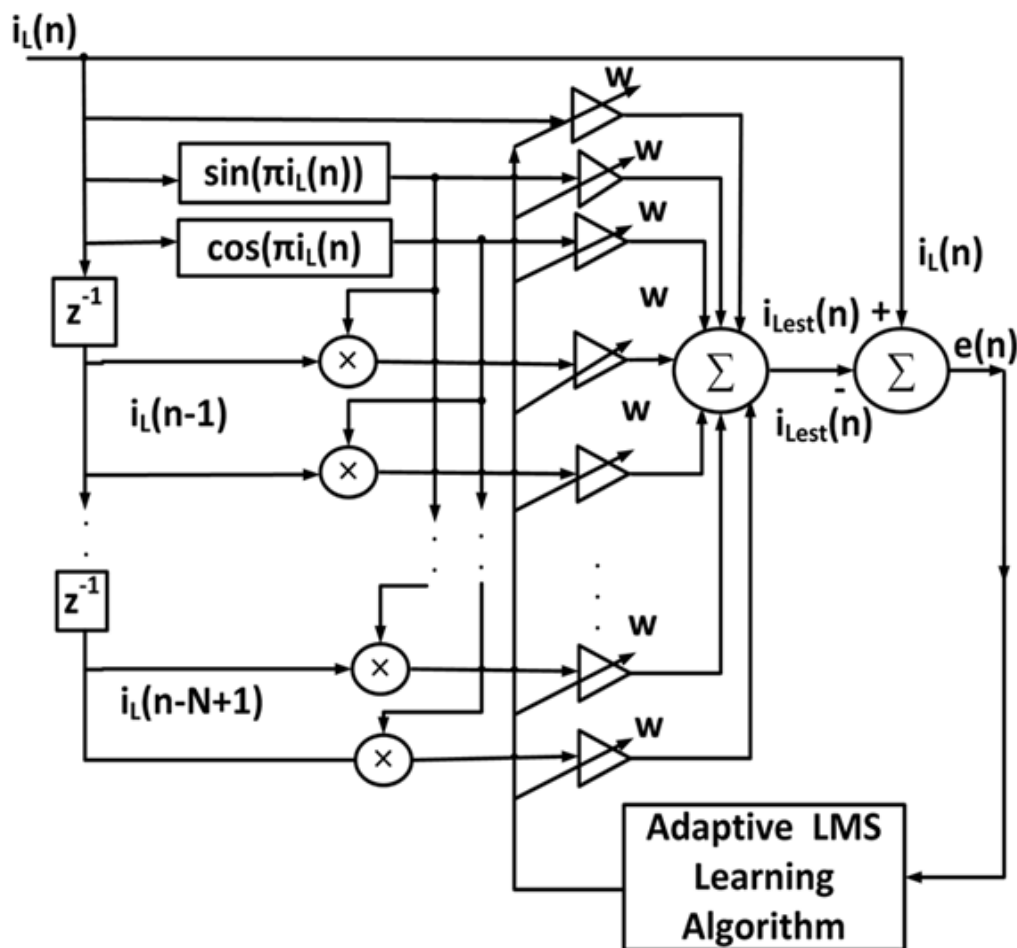 iL(n)
w
sin(πiL(n))
w
cos(πiL(n)
w
iL(n)
z-1
w
iLest(n)
+
e(n)
×
Σ
Σ
iL(n-1)
w
-
iLest(n)
×
z-1
w
×
iL(n-N+1)
w
×
Adaptive LMS
Learning
Algorithm